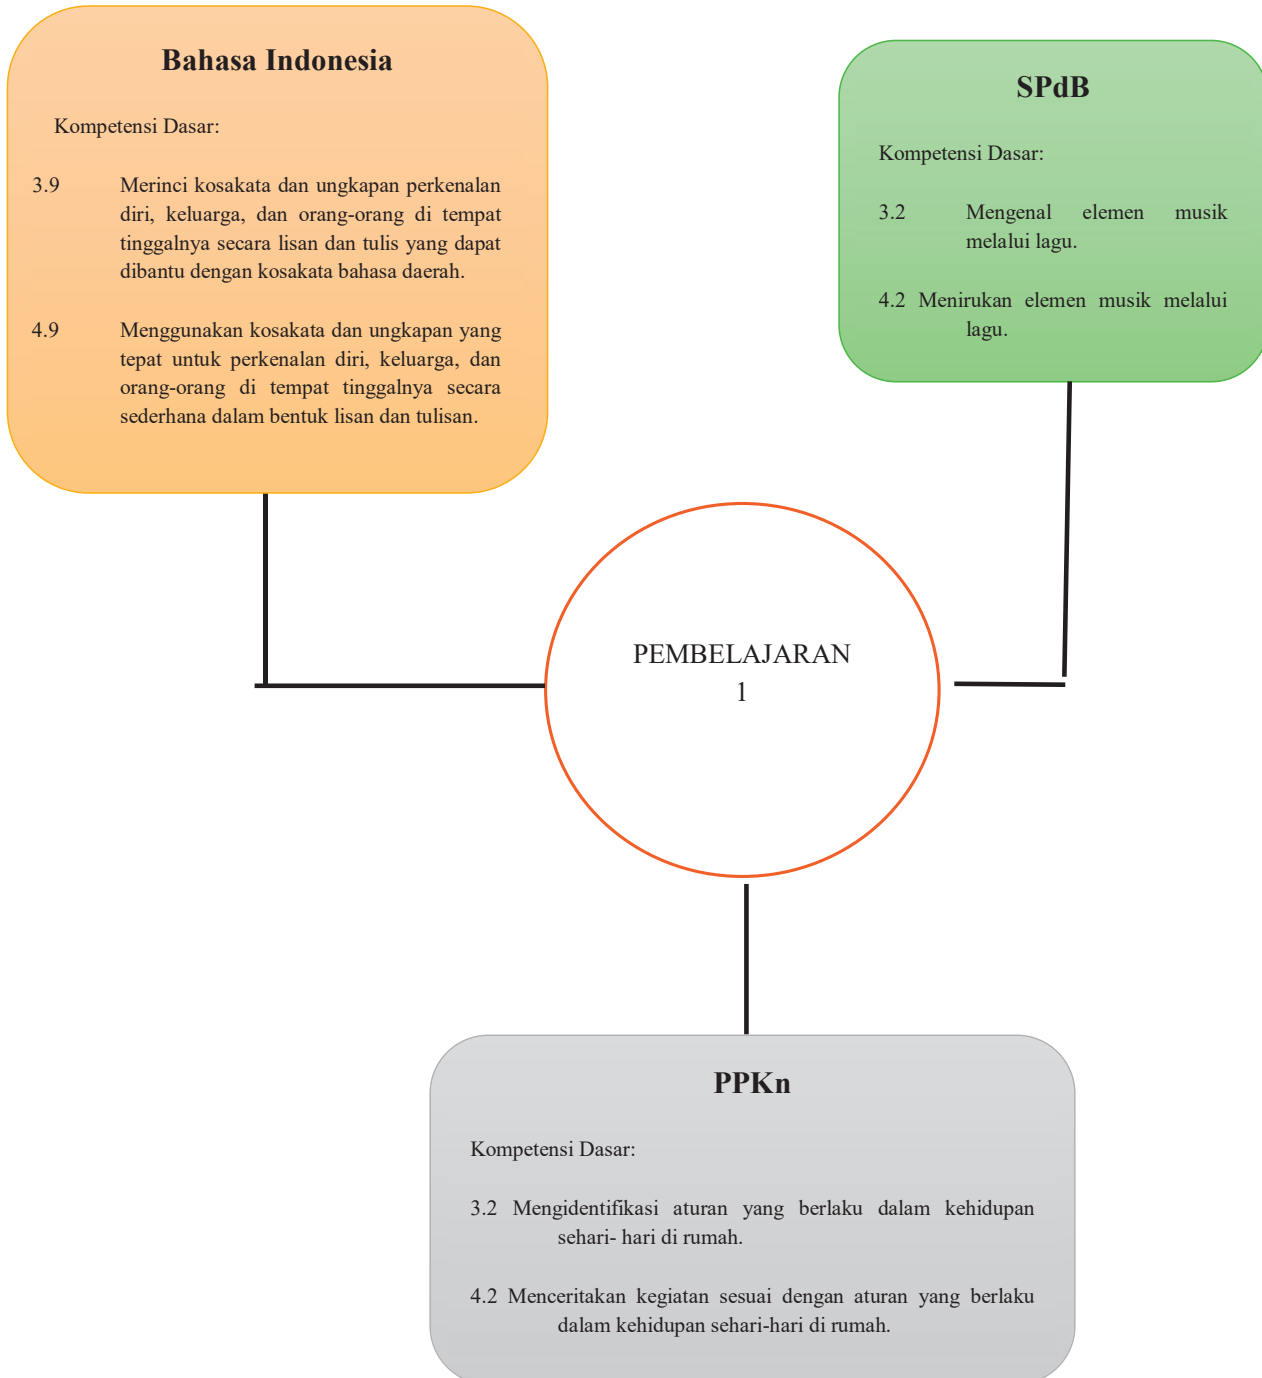 Bahasa Indonesia
Kompetensi Dasar:
3.9 Merinci kosakata dan ungkapan perkenalan
diri, keluarga, dan orang-orang di tempat
tinggalnya secara lisan dan tulis yang dapat
dibantu dengan kosakata bahasa daerah.
4.9 Menggunakan kosakata dan ungkapan yang
tepat untuk perkenalan diri, keluarga, dan
orang-orang di tempat tinggalnya secara
sederhana dalam bentuk lisan dan tulisan.
SPdB
Kompetensi Dasar:
3.2 Mengenal elemen musik
melalui lagu.
4.2 Menirukan elemen musik melalui
lagu.
PEMBELAJARAN
1
PPKn
Kompetensi Dasar:
3.2 Mengidentifikasi aturan yang berlaku dalam kehidupan
sehari- hari di rumah.
4.2 Menceritakan kegiatan sesuai dengan aturan yang berlaku
dalam kehidupan sehari-hari di rumah.